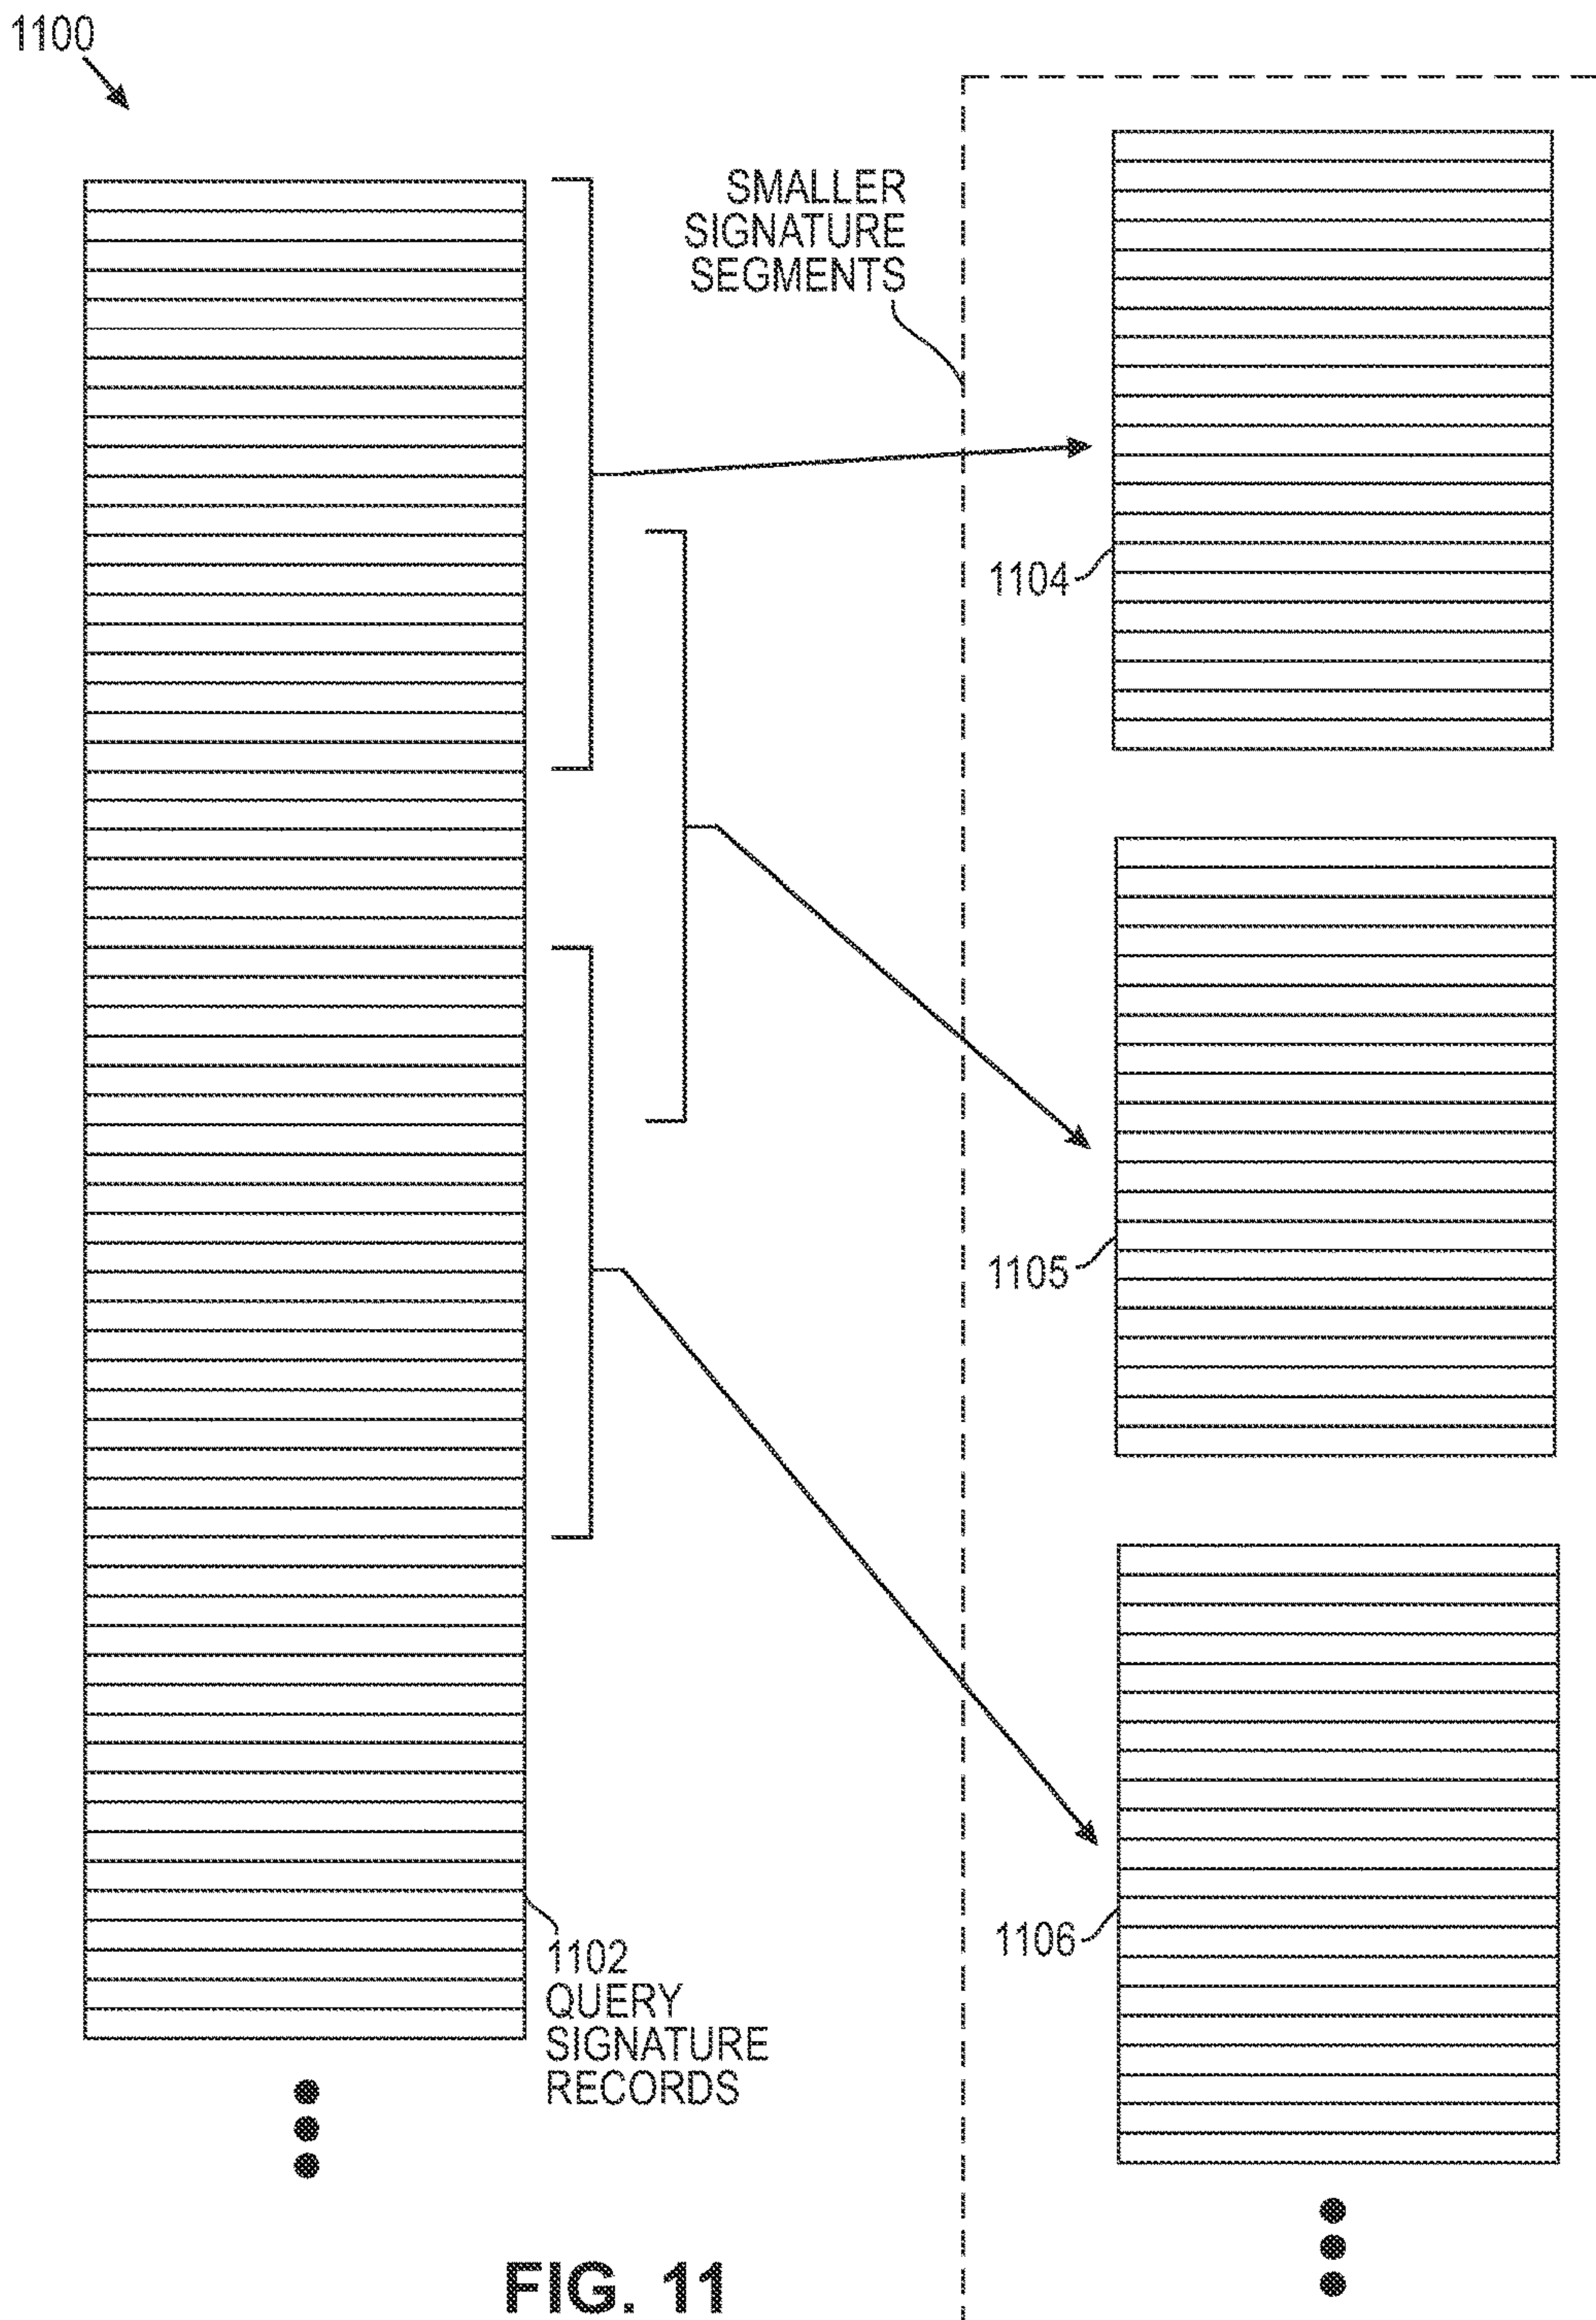 1100
SMALLER
SIGNATURE
SEGMENTS
1104
1105
1106
1102
QUERY
SIGNATURE
RECORDS
FIG. 11